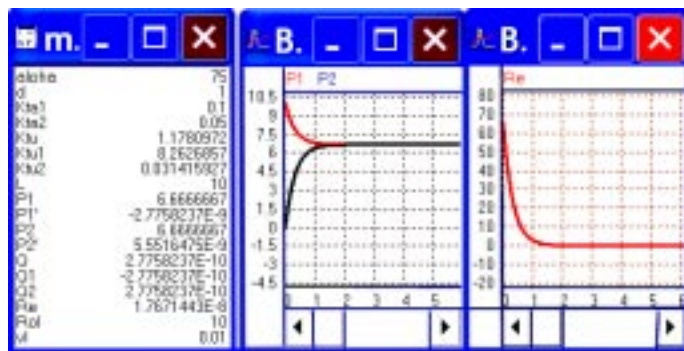 m.
alpha 75
d 1
Kta1 0.1
Kta2 0.05
Ktu 1.1780972
Ktu1 8.2626857
Ktu2 0.031415927
L 10
P1 6.6666667
P1' -2.7758237E-9
P2 6.6666667
P2' 5.5516475E-9
Q 2.7758237E-10
Q1 -2.7758237E-10
Q2 2.7758237E-10
Re 1.7671443E-8
Rol 10
vi 0.01
B.
P1 P2
10.5
9
7.5
6
4.5
3
1.5
0
-1.5
-3
-4.5
0 1 2 3 4 5
B.
Re
80
70
60
50
40
30
20
10
0
-10
-20
0 1 2 3 4 5 6